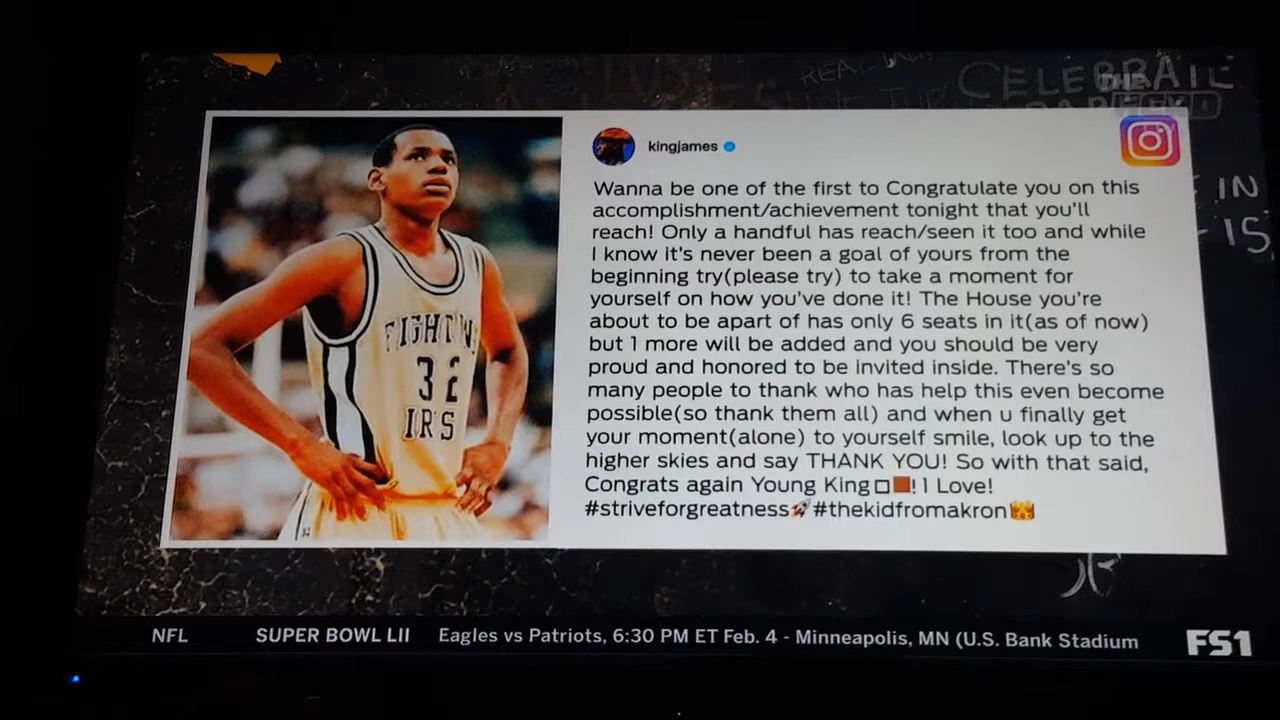 CELEBRAIL
IN
IS
kingjames
Wanna be one of the first to Congratulate you on this
accomplishment/achievement tonight that you'll
reach! Only a handful has reach/seen it too and while
I know it's never been a goal of yours from the
beginning try(please try) to take a moment for
yourself on how you've done it! The House you're
about to be apart of has only 6 seats in it(as of now)
but 1 more will be added and you should be very
proud and honored to be invited inside. There's so
many people to thank who has help this even become
possible(so thank them all) and when u finally get
your moment(alone) to yourself smile, look up to the
higher skies and say THANK YOU! So with that said,
Congrats again Young King□🟫! 1 Love!
#striveforgreatness🚀 #thekidfromakron👑
FIGHTING
32
IRIS
NFL SUPER BOWL LII Eagles vs Patriots, 6:30 PM ET Feb. 4 - Minneapolis, MN (U.S. Bank Stadium
FS1